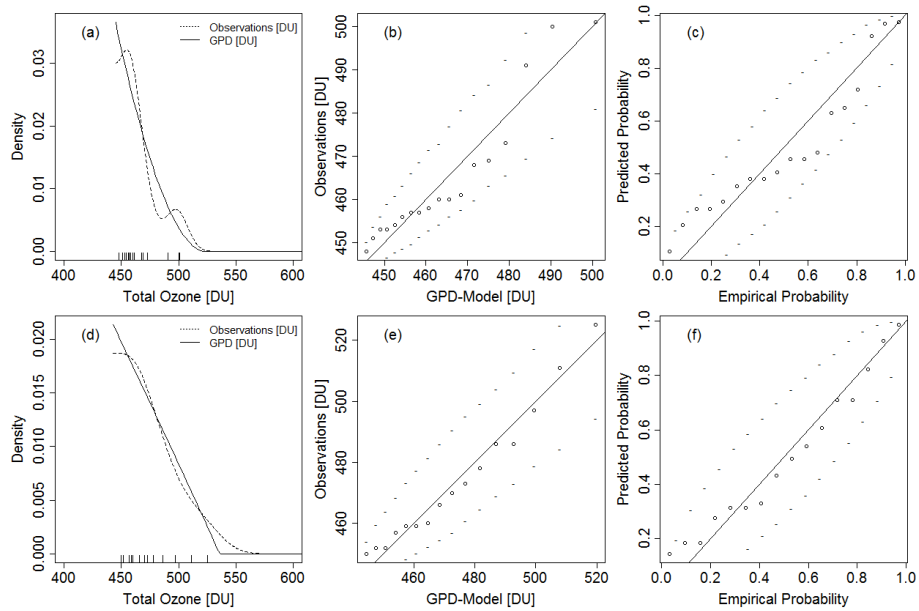 (a)
Observations [DU]
GPD [DU]
Density
0.00
0.01
0.02
0.03
400
450
500
550
600
Total Ozone [DU]
(b)
Observations [DU]
450
460
470
480
490
500
450
460
470
480
490
500
GPD-Model [DU]
(c)
Predicted Probability
0.2
0.4
0.6
0.8
1.0
0.0
0.2
0.4
0.6
0.8
1.0
Empirical Probability
(d)
Observations [DU]
GPD [DU]
Density
0.000
0.005
0.010
0.015
0.020
400
450
500
550
600
Total Ozone [DU]
(e)
Observations [DU]
460
480
500
520
460
480
500
520
GPD-Model [DU]
(f)
Predicted Probability
0.2
0.4
0.6
0.8
1.0
0.0
0.2
0.4
0.6
0.8
1.0
Empirical Probability